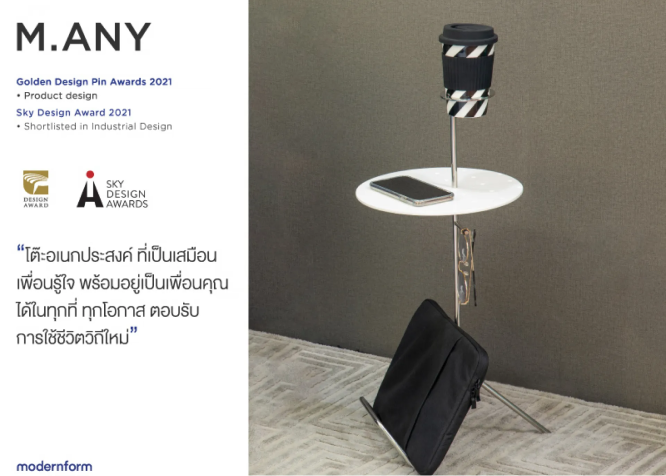 M.ANY
Golden Design Pin Awards 2021
• Product design
Sky Design Award 2021
• Shortlisted in Industrial Design
DESIGN
AWARD
SKY
DESIGN
AWARDS
“โต๊ะอเนกประสงค์ ที่เป็นเสมือน
เพื่อนรู้ใจ พร้อมอยู่เป็นเพื่อนคุณ
ได้ในทุกที่ ทุกโอกาส ตอบรับ
การใช้ชีวิตวิถีใหม่”
modernform